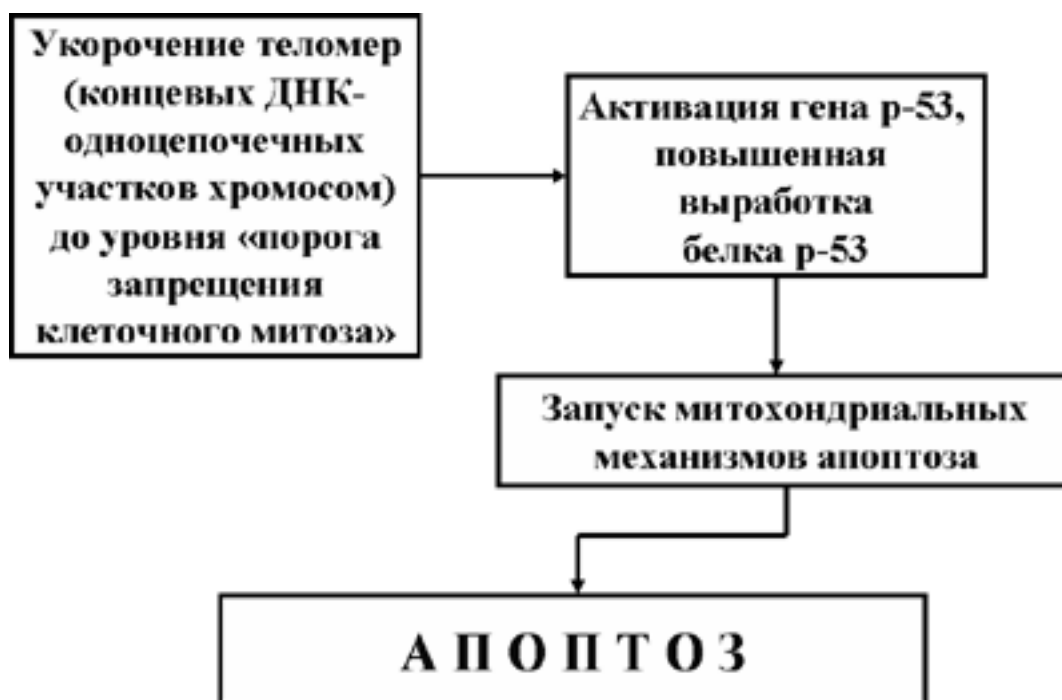 Укорочение теломер
(концевых ДНК-
одноцепочечных
участков хромосом)
до уровня «порога
запрещения
клеточного митоза»
Активация гена р-53,
повышенная
выработка
белка р-53
Запуск митохондриальных
механизмов апоптоза
А П О П Т О З